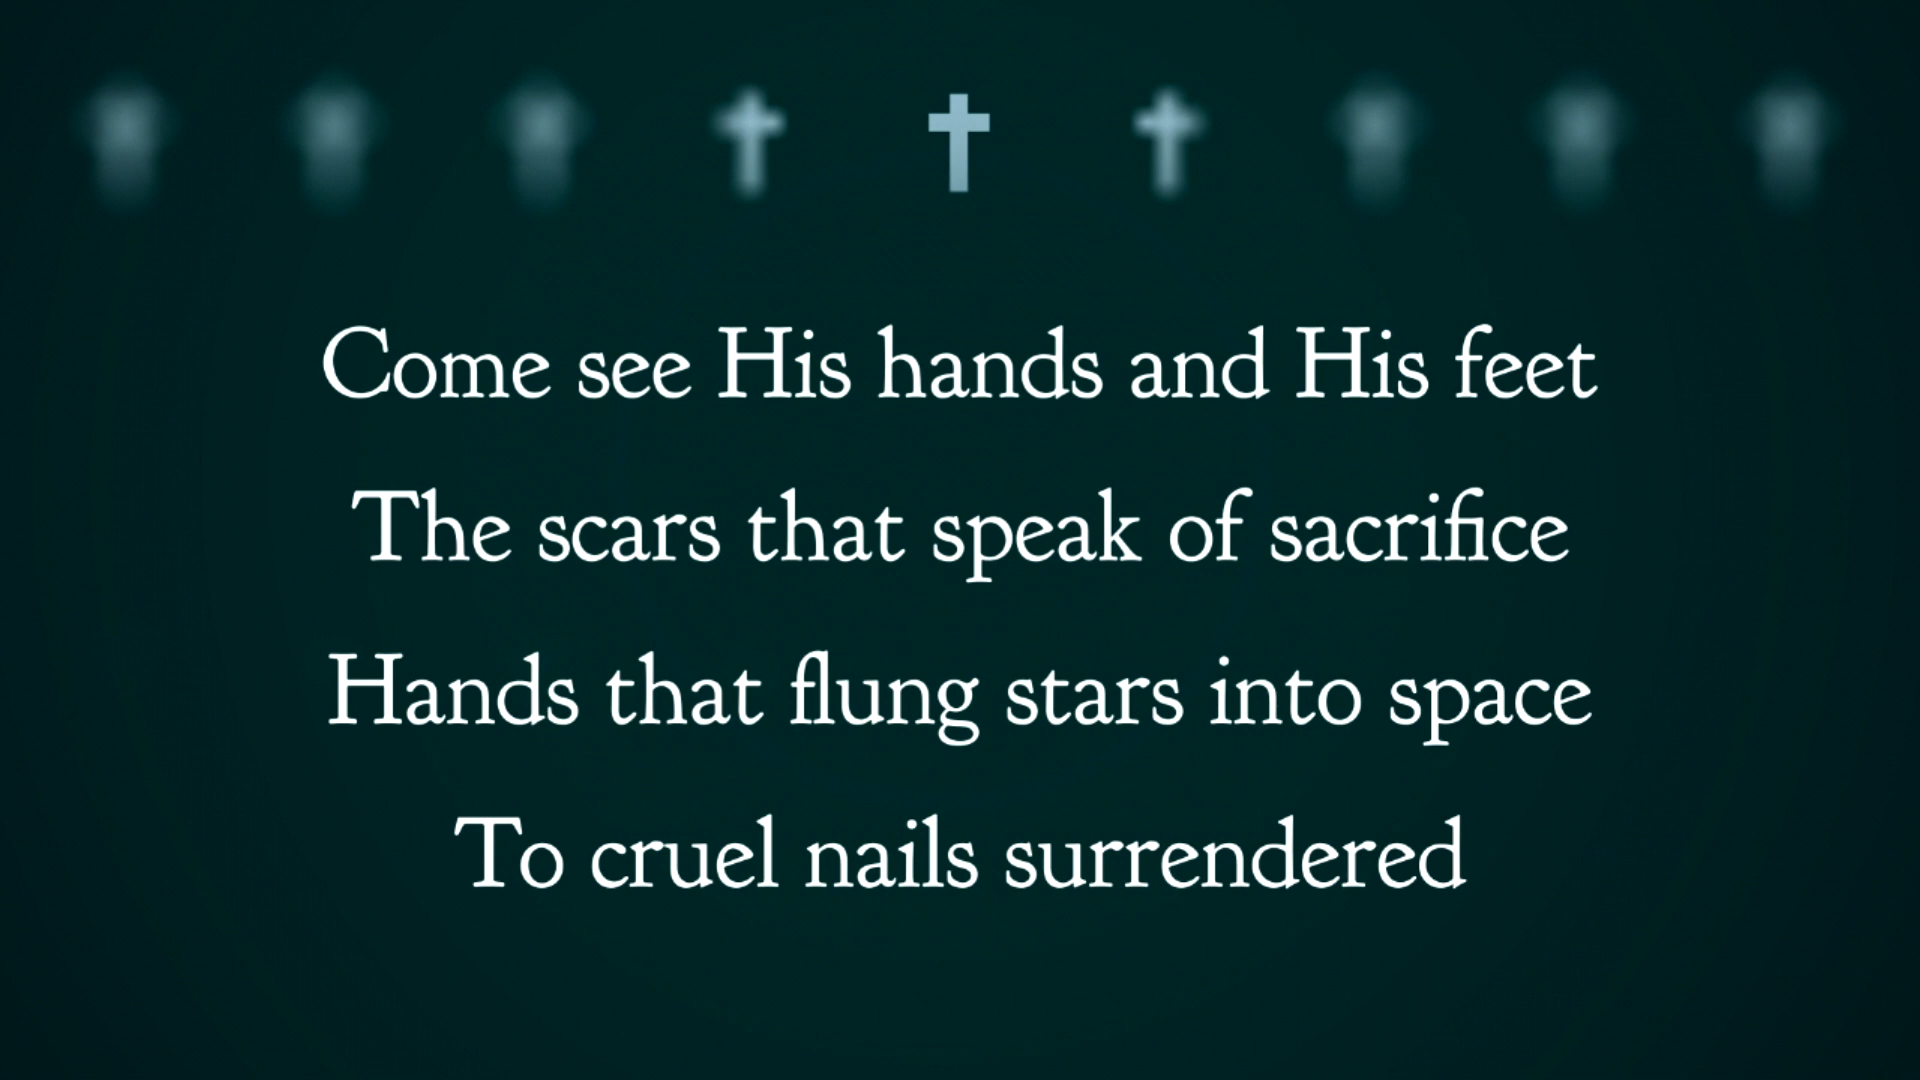 Come see His hands and His feet
The scars that speak of sacrifice
Hands that flung stars into space
To cruel nails surrendered